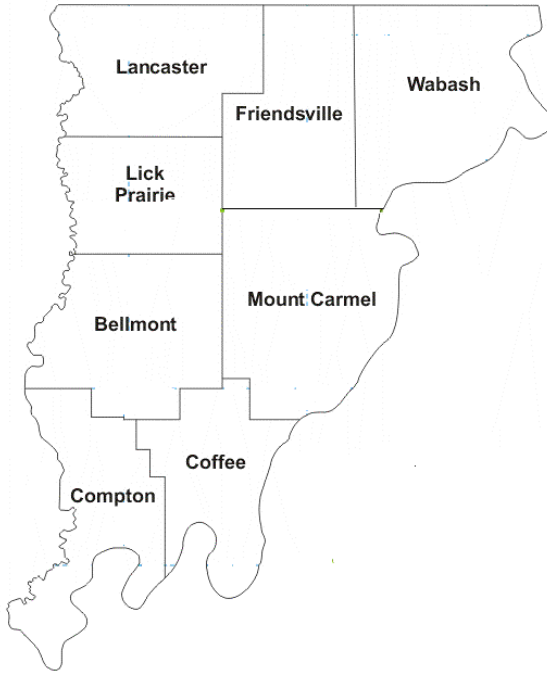 Lancaster
Wabash
Friendsville
Lick
Prairie
Mount Carmel
Bellmont
Coffee
Compton